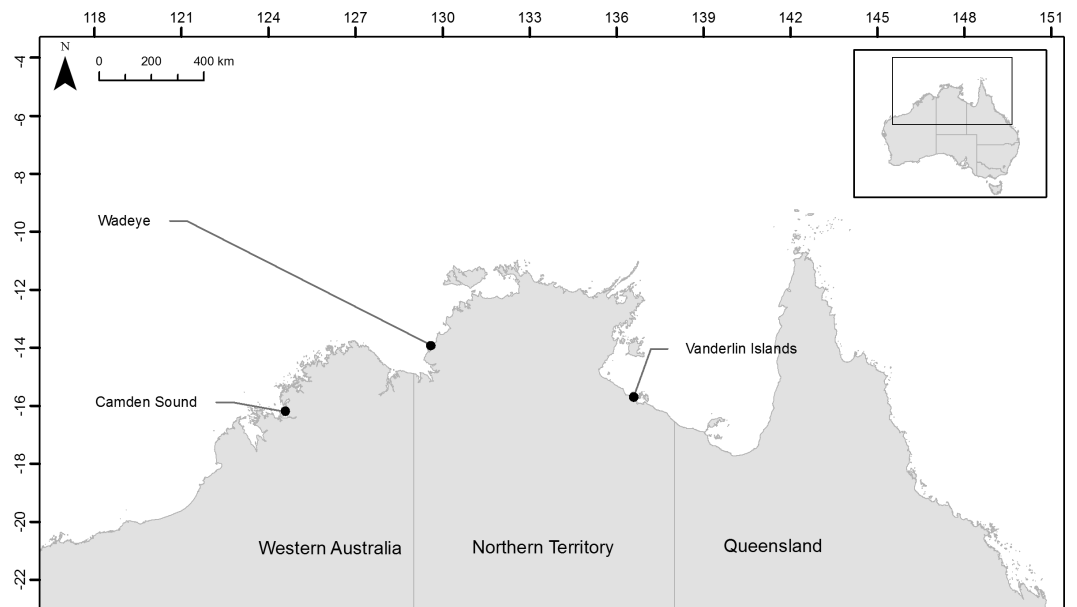 118 121 124 127 130 133 136 139 142 145 148 151
N
0 200 400 km
-4
-6
-8
-10
-12
-14
-16
-18
-20
-22
Wadeye
Vanderlin Islands
Camden Sound
Western Australia
Northern Territory
Queensland